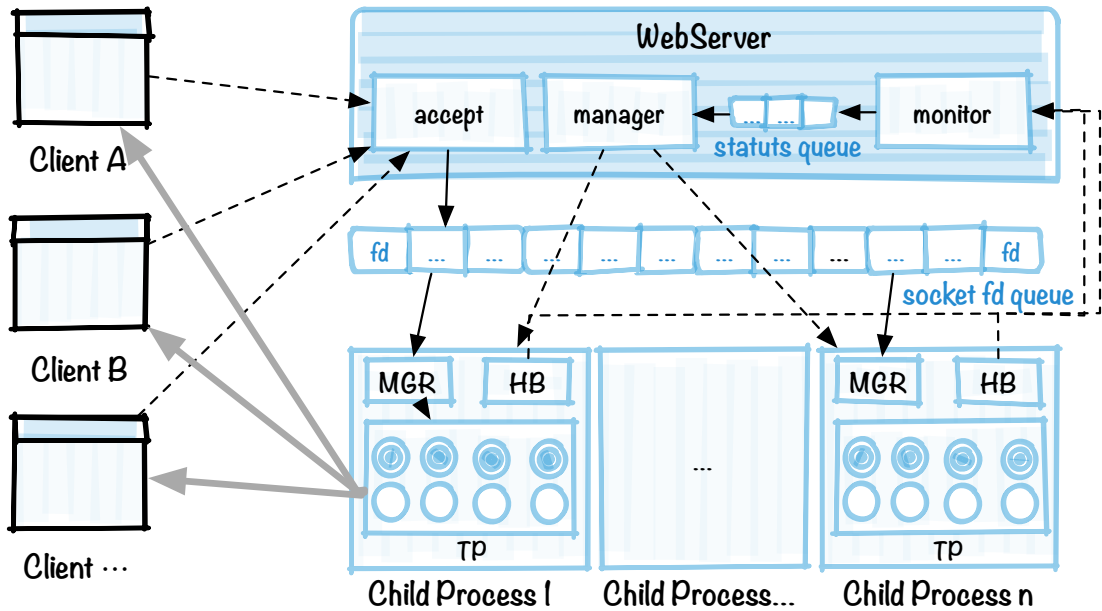 WebServer
accept
manager
... ...
monitor
statuts queue
Client A
fd ... ... ... ... ... ... ... ... ... ... fd
socket fd queue
Client B
MGR
HB
MGR
HB
...
TP
TP
Client ...
Child Process 1
Child Process...
Child Process n